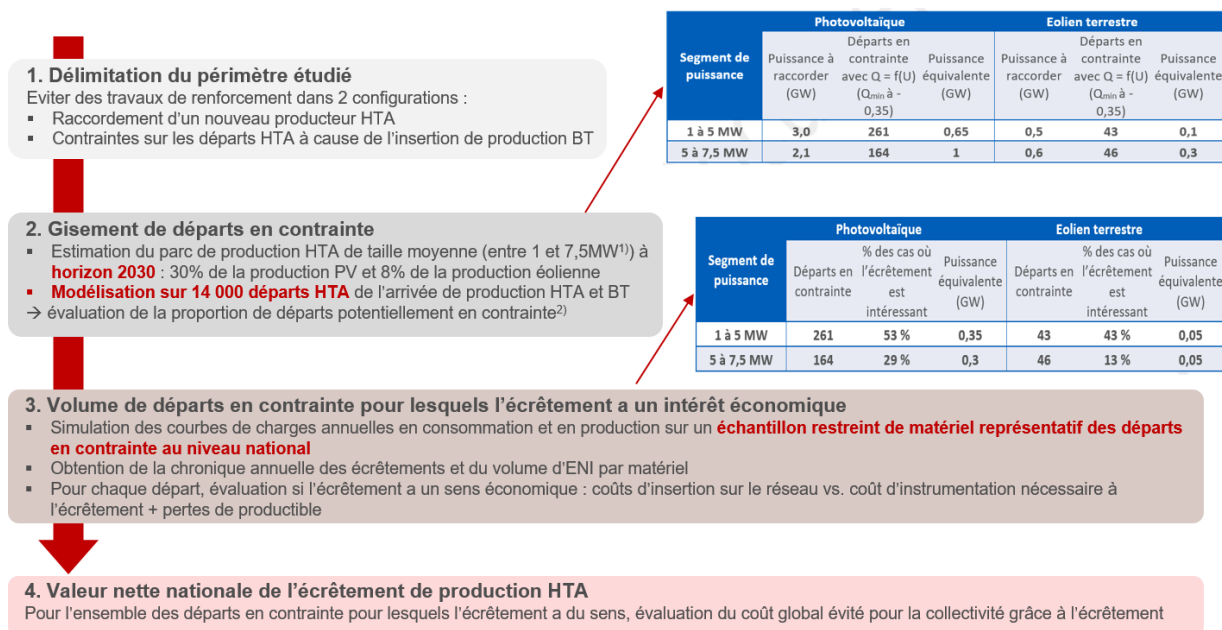 1. Délimitation du périmètre étudié
Eviter des travaux de renforcement dans 2 configurations :
▪ Raccordement d’un nouveau producteur HTA
▪ Contraintes sur les départs HTA à cause de l’insertion de production BT
Photovoltaïque Eolien terrestre
Segment de puissance
Puissance à raccorder (GW)
Départs en contrainte avec Q = f(U) (Qmin à - 0,35)
Puissance équivalente (GW)
Puissance à raccorder (GW)
Départs en contrainte avec Q = f(U) (Qmin à - 0,35)
Puissance équivalente (GW)
1 à 5 MW 3,0 261 0,65 0,5 43 0,1
5 à 7,5 MW 2,1 164 1 0,6 46 0,3
2. Gisement de départs en contrainte
▪ Estimation du parc de production HTA de taille moyenne (entre 1 et 7,5MW1)) à
horizon 2030 : 30% de la production PV et 8% de la production éolienne
▪ Modélisation sur 14 000 départs HTA de l’arrivée de production HTA et BT
→ évaluation de la proportion de départs potentiellement en contrainte2)
Photovoltaïque Eolien terrestre
Segment de puissance
Départs en contrainte
% des cas où l’écrêtement est intéressant
Puissance équivalente (GW)
Départs en contrainte
% des cas où l’écrêtement est intéressant
Puissance équivalente (GW)
1 à 5 MW 261 53 % 0,35 43 43 % 0,05
5 à 7,5 MW 164 29 % 0,3 46 13 % 0,05
3. Volume de départs en contrainte pour lesquels l’écrêtement a un intérêt économique
▪ Simulation des courbes de charges annuelles en consommation et en production sur un échantillon restreint de matériel représentatif des départs
en contrainte au niveau national
▪ Obtention de la chronique annuelle des écrêtements et du volume d’ENI par matériel
▪ Pour chaque départ, évaluation si l’écrêtement a un sens économique : coûts d’insertion sur le réseau vs. coût d’instrumentation nécessaire à
l’écrêtement + pertes de productible
4. Valeur nette nationale de l’écrêtement de production HTA
Pour l’ensemble des départs en contrainte pour lesquels l’écrêtement a du sens, évaluation du coût global évité pour la collectivité grâce à l’écrêtement